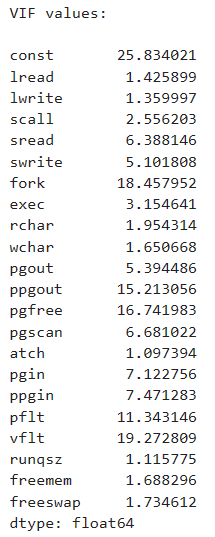 VIF values:

const 25.834021
lread 1.425899
lwrite 1.359997
scall 2.556203
sread 6.388146
swrite 5.101808
fork 18.457952
exec 3.154641
rchar 1.954314
wchar 1.650668
pgout 5.394486
ppgout 15.213056
pgfree 16.741983
pgscan 6.681022
atch 1.097394
pgin 7.122756
ppgin 7.471283
pflt 11.343146
vflt 19.272809
runqsz 1.115775
freemem 1.688296
freeswap 1.734612
dtype: float64